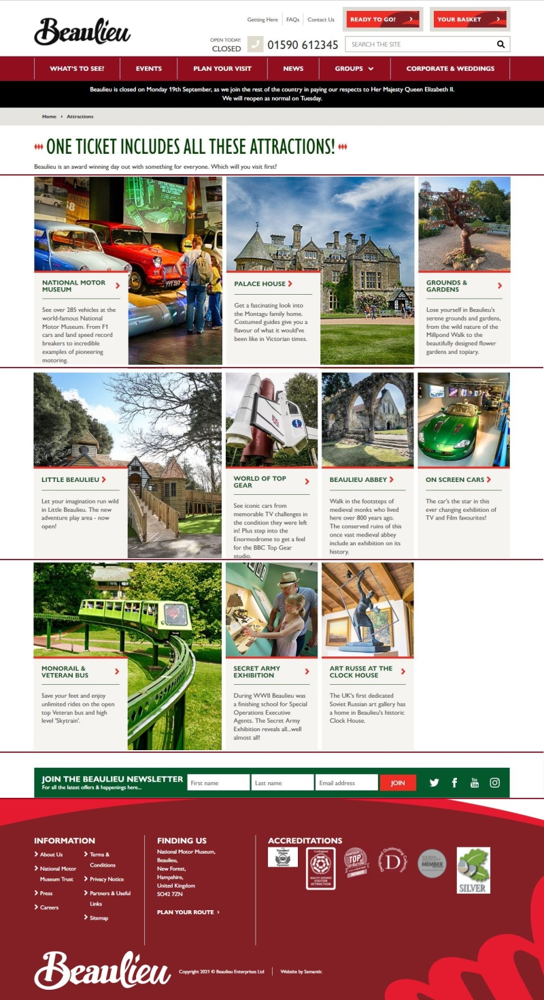 Beaulieu
Getting Here
FAQs
Contact Us
READY TO GO?
YOUR BASKET
OPEN TODAY:
CLOSED
01590 612345
SEARCH THE SITE
WHAT'S TO SEE?
EVENTS
PLAN YOUR VISIT
NEWS
GROUPS
CORPORATE & WEDDINGS
Beaulieu is closed on Monday 19th September, as we join the rest of the country in paying our respects to Her Majesty Queen Elizabeth II.
We will reopen as normal on Tuesday.
Home > Attractions
ONE TICKET INCLUDES ALL THESE ATTRACTIONS!
Beaulieu is an award winning day out with something for everyone. Which will you visit first?
NATIONAL MOTOR
MUSEUM
See over 285 vehicles at the
world-famous National
Motor Museum. From F1
cars and land speed record
breakers to incredible
examples of pioneering
motoring.
PALACE HOUSE
Get a fascinating look into
the Montagu family home.
Costumed guides give you a
flavour of what it would've
been like in Victorian times.
GROUNDS &
GARDENS
Lose yourself in Beaulieu's
serene grounds and gardens,
from the wild nature of the
Millpond Walk to the
beautifully designed flower
gardens and topiary.
LITTLE BEAULIEU
Let your imagination run wild
in Little Beaulieu. The new
adventure play area - now
open!
WORLD OF TOP
GEAR
See iconic cars from
memorable TV challenges in
the condition they were left
in! Plus step into the
Enormodrome to get a feel
for the BBC Top Gear
studio.
BEAULIEU ABBEY
Walk in the footsteps of
medieval monks who lived
here over 800 years ago.
The conserved ruins of this
once vast medieval abbey
include an exhibition on its
history.
ON SCREEN CARS
The car's the star in this
ever changing exhibition of
TV and Film favourites!
MONORAIL &
VETERAN BUS
Save your feet and enjoy
unlimited rides on the open
top Veteran bus and high
level 'Skytrain'.
SECRET ARMY
EXHIBITION
During WWII Beaulieu was
a finishing school for Special
Operations Executive
Agents. The Secret Army
Exhibition reveals all...well
almost all!
ART RUSSE AT THE
CLOCK HOUSE
The UK's first dedicated
Soviet Russian art gallery has
a home in Beaulieu's historic
Clock House.
JOIN THE BEAULIEU NEWSLETTER
For all the latest offers & happenings here...
First name
Last name
Email address
JOIN
INFORMATION
About Us
National Motor
Museum Trust
Press
Careers
Terms &
Conditions
Privacy Notice
Partners & Useful
Links
Sitemap
FINDING US
National Motor Museum,
Beaulieu,
New Forest,
Hampshire,
United Kingdom
SO42 7ZN
PLAN YOUR ROUTE >
ACCREDITATIONS
TOP
MEMBER
D
MEMBER
SILVER
Beaulieu
Copyright 2021 © Beaulieu Enterprises Ltd
Website by Semantic